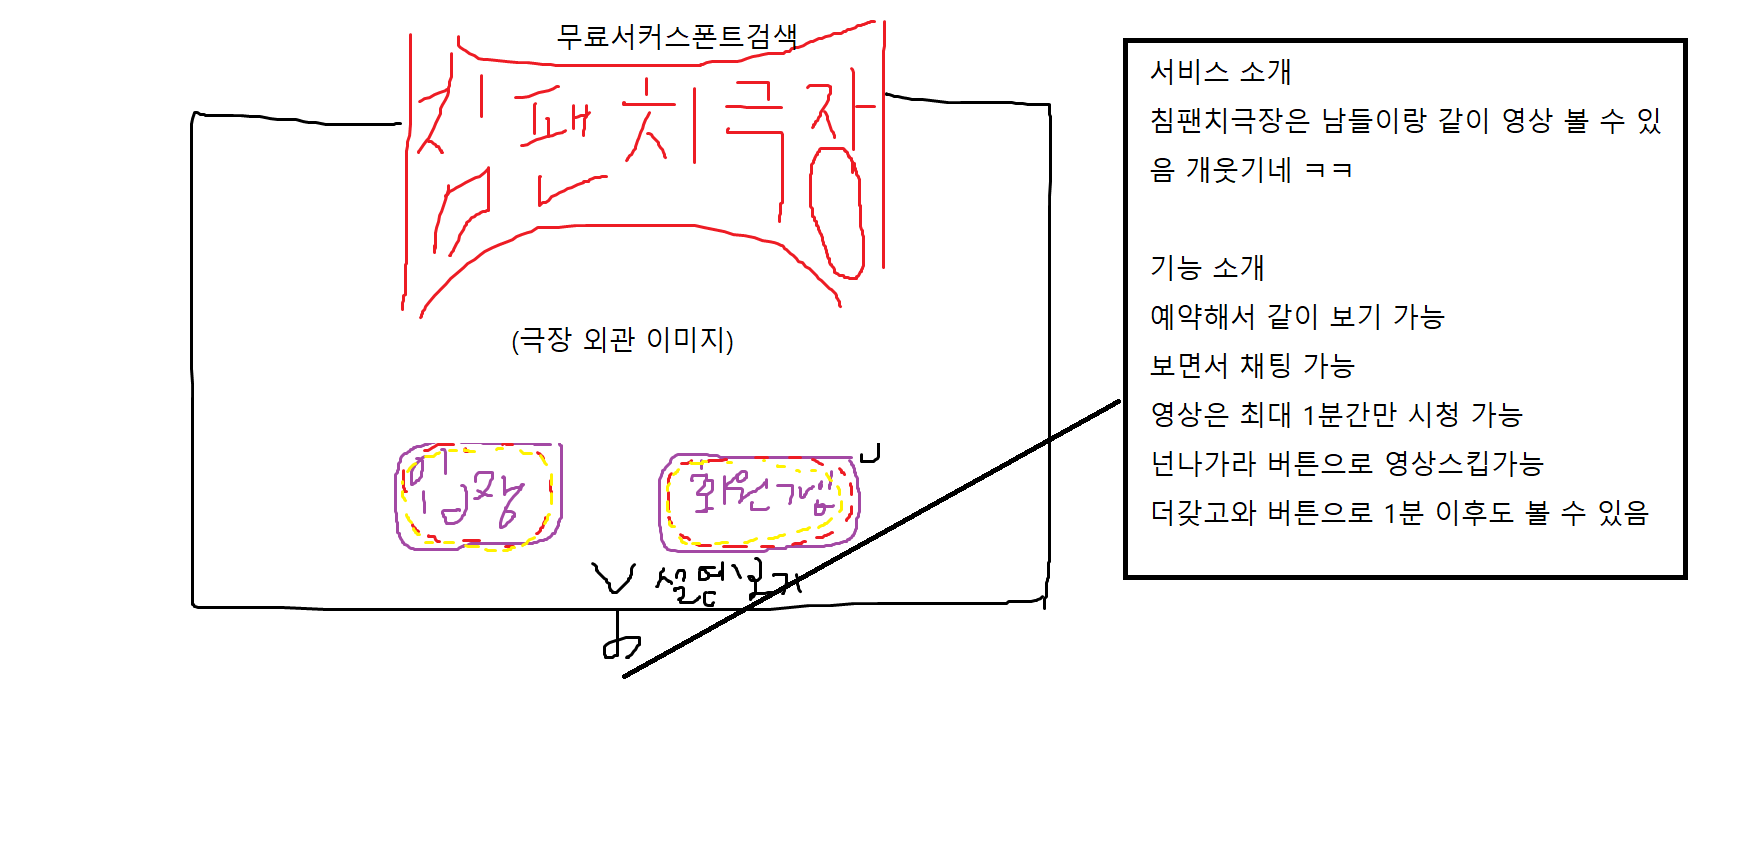 무료서커스폰트검색
침팬치극장
(극장 외관 이미지)
입장
회원가입
설명보기
서비스 소개
침팬치극장은 남들이랑 같이 영상 볼 수 있
음 개웃기네 ㅋㅋ
기능 소개
예약해서 같이 보기 가능
보면서 채팅 가능
영상은 최대 1분간만 시청 가능
넌나가라 버튼으로 영상스킵가능
더갖고와 버튼으로 1분 이후도 볼 수 있음